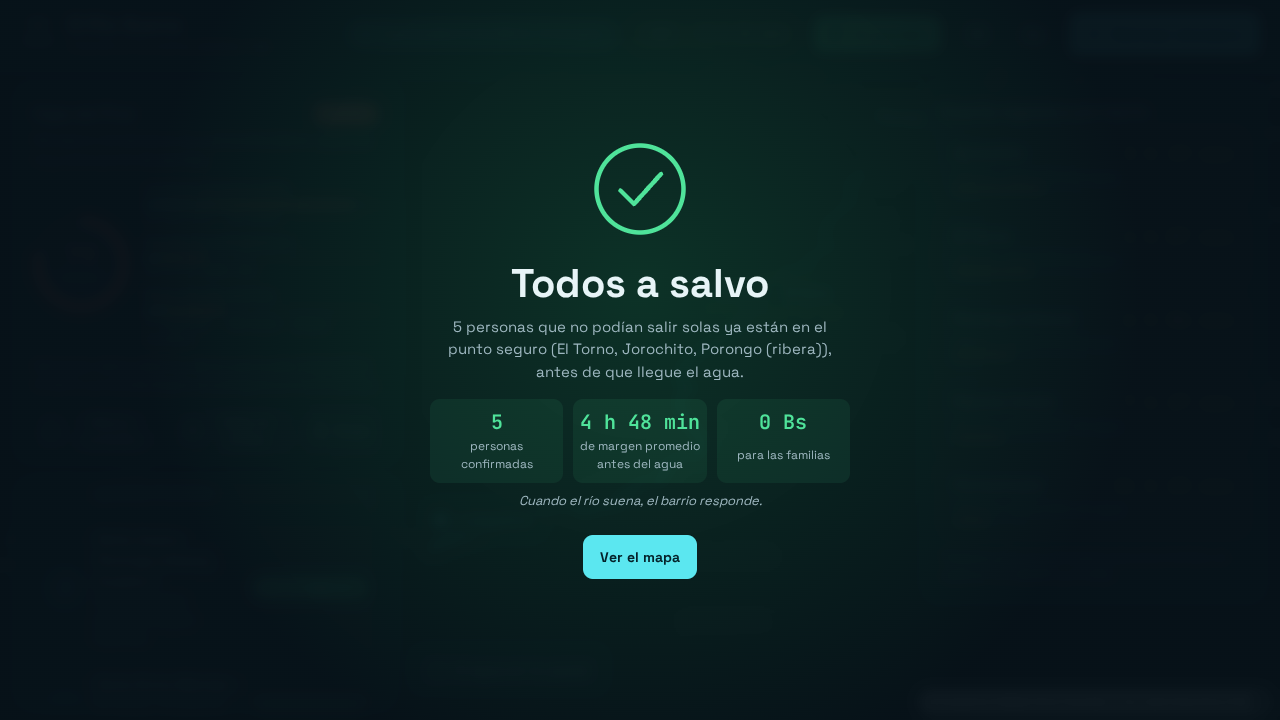 Todos a salvo
5 personas que no podían salir solas ya están en el
punto seguro (El Torno, Jorochito, Porongo (ribera)),
antes de que llegue el agua.
5
personas
confirmadas
4 h 48 min
de margen promedio
antes del agua
0 Bs
para las familias
Cuando el río suena, el barrio responde.
Ver el mapa